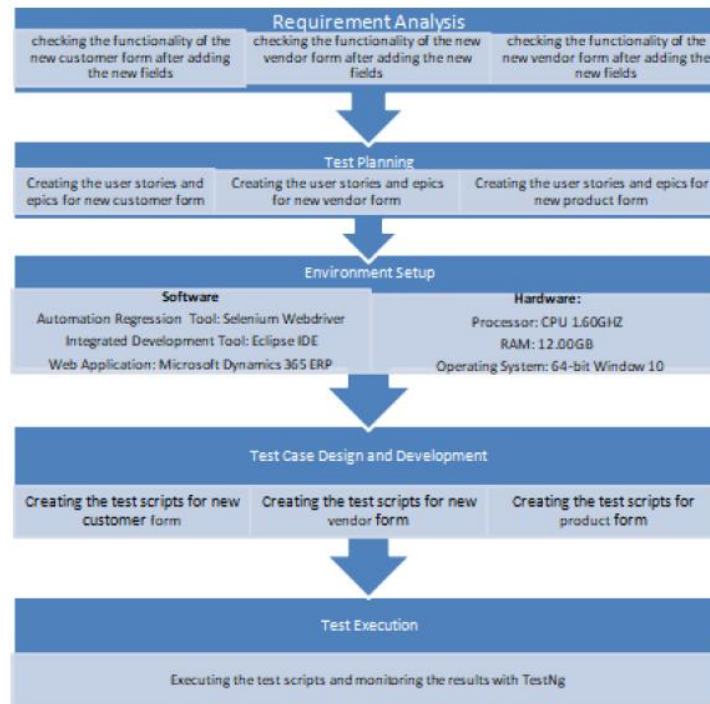 Requirement Analysis
checking the functionality of the
new customer form after adding
the new fields
checking the functionality of the new
vendor form after adding the new
fields
checking the functionality of the
new vendor form after adding the
new fields
Test Planning
Creating the user stories and
epics for new customer form
Creating the user stories and epics
for new vendor form
Creating the user stories and epics for
new product form
Environment Setup
Software
Automation Regression Tool: Selenium Webdriver
Integrated Development Tool: Eclipse IDE
Web Application: Microsoft Dynamics 365 ERP
Hardware:
Processor: CPU 1.60GHZ
RAM: 12.00GB
Operating System: 64-bit Window 10
Test Case Design and Development
Creating the test scripts for new
customer form
Creating the test scripts for new
vendor form
Creating the test scripts for
product form
Test Execution
Executing the test scripts and monitoring the results with TestNg